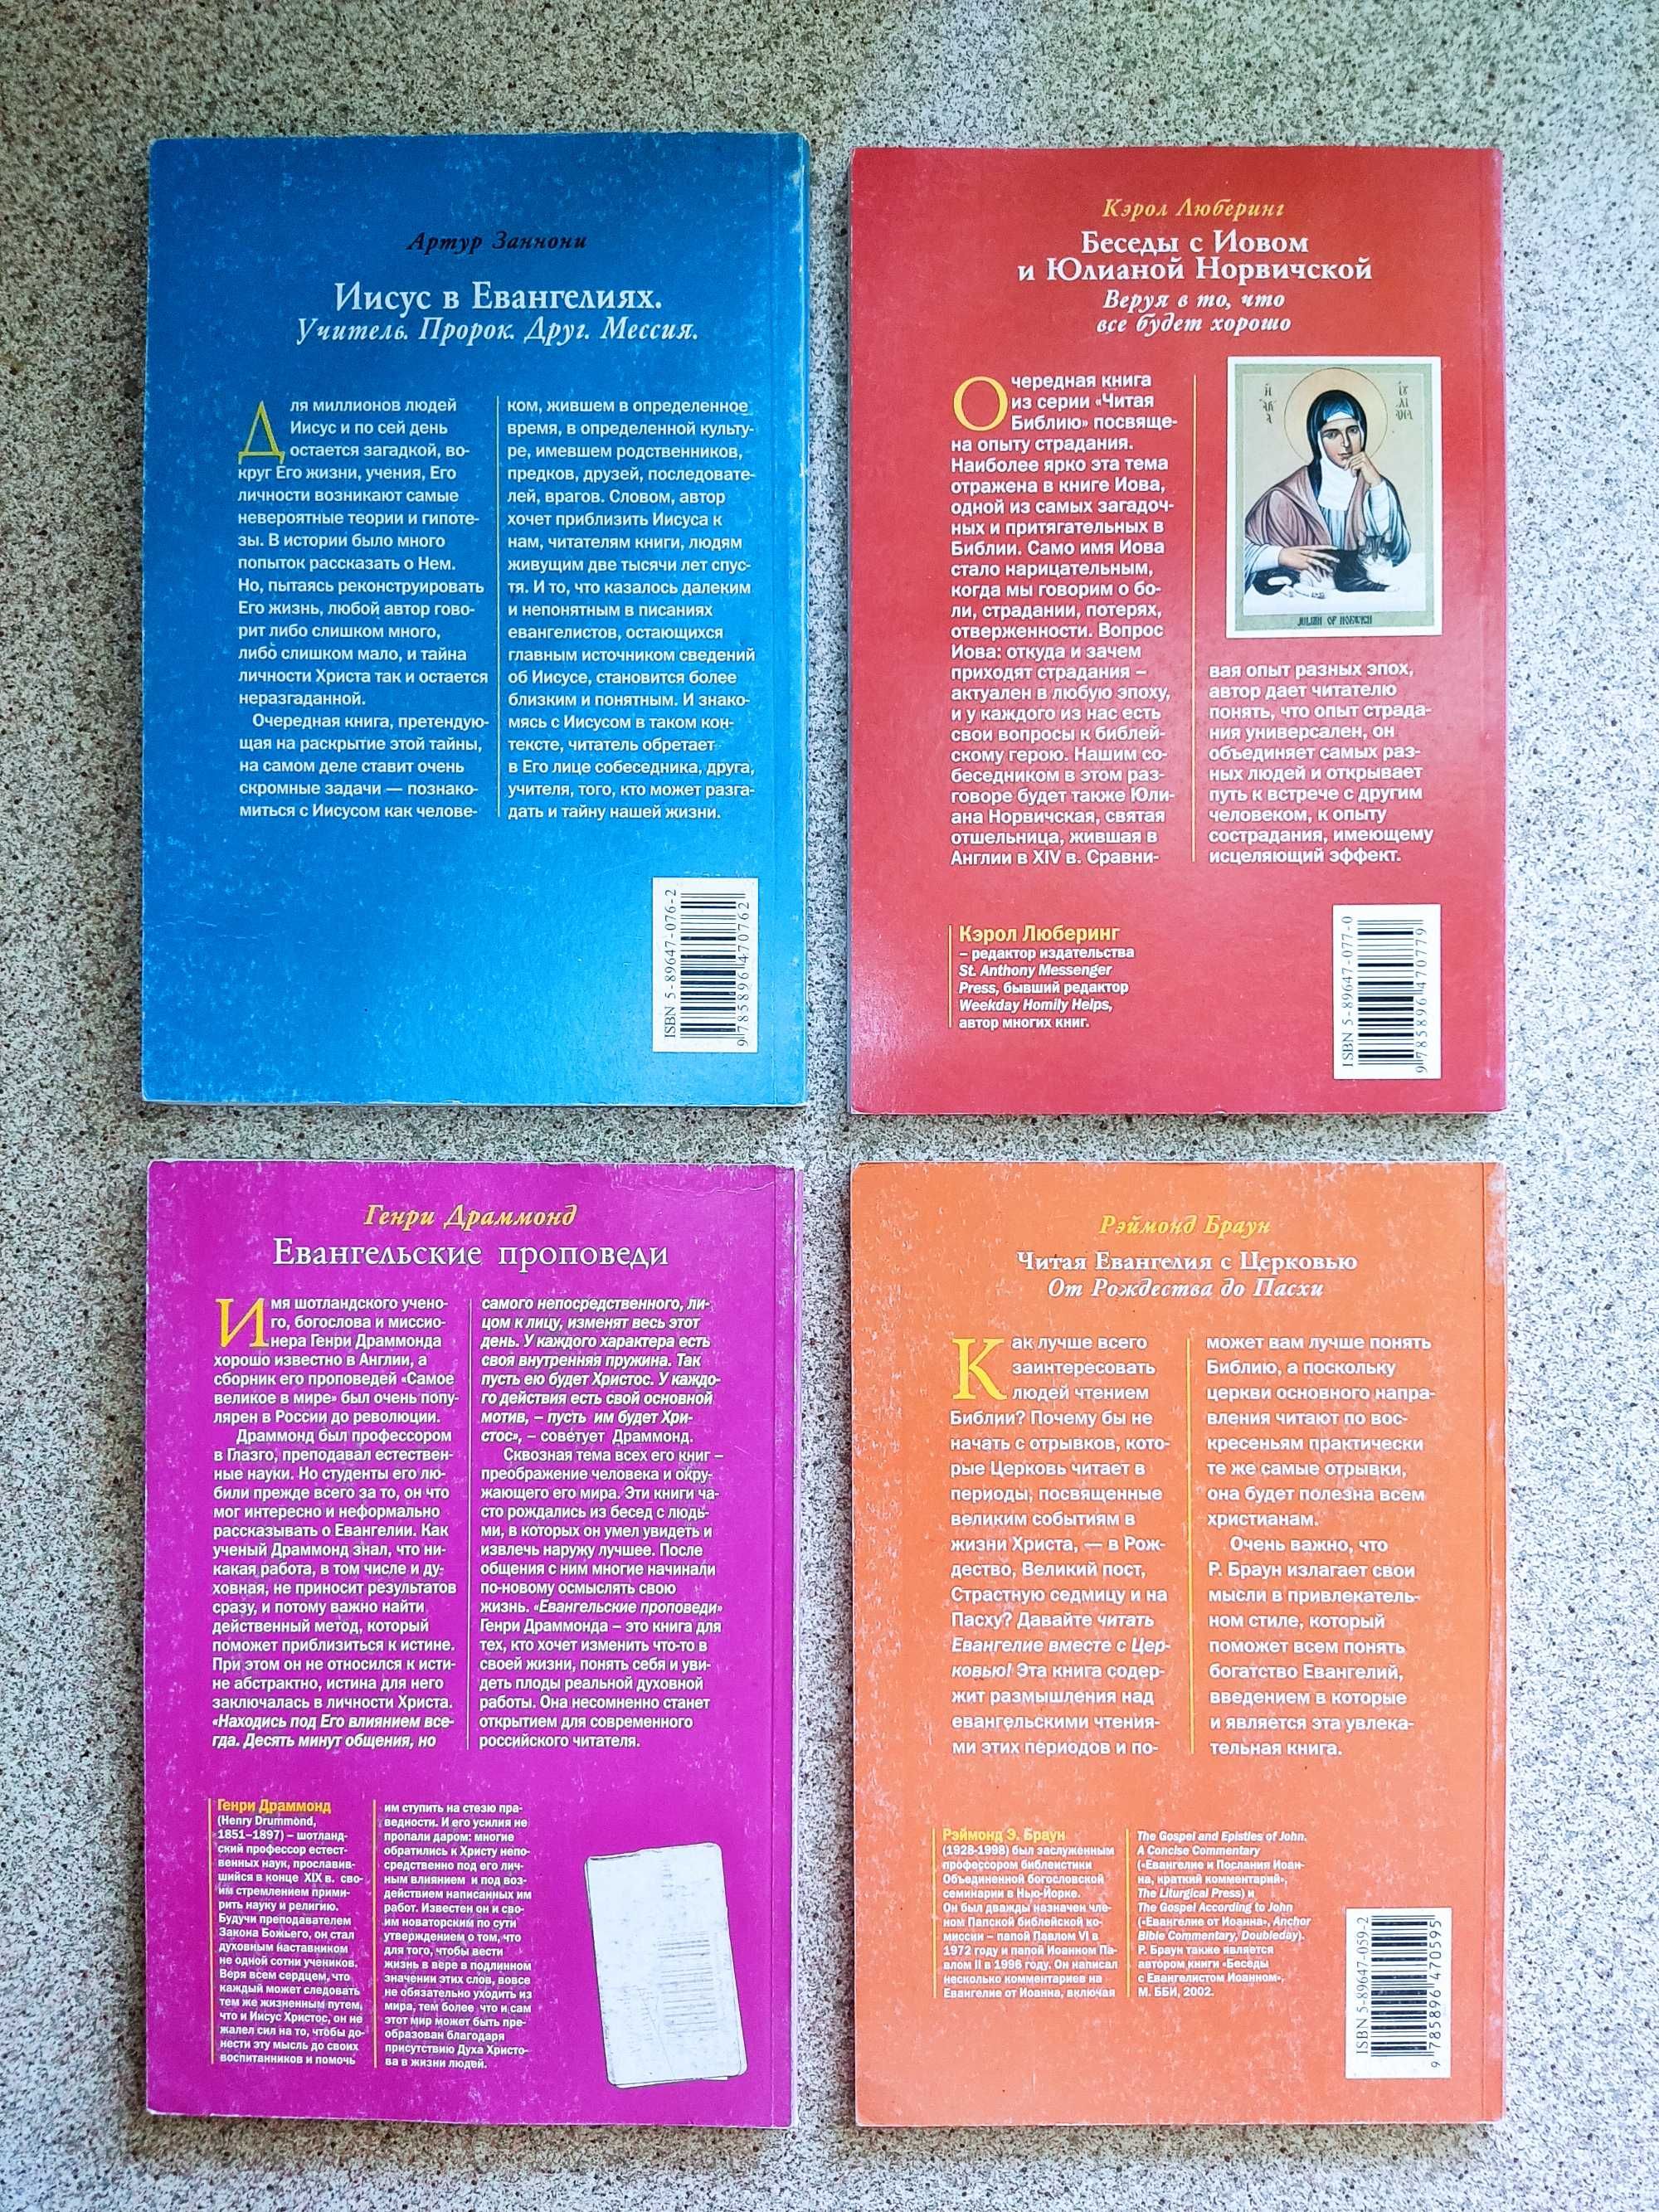 Артур Заннони
Иисус в Евангелиях.
Учитель. Пророк. Друг. Мессия.
Для миллионов людей
Иисус и по сей день
остается загадкой, во-
круг Его жизни, учения, Его
личности возникают самые
невероятные теории и гипоте-
зы. В истории было много
попыток рассказать о Нем.
Но, пытаясь реконструировать
Его жизнь, любой автор гово-
рит либо слишком много,
либо слишком мало, и тайна
личности Христа так и остается
неразгаданной.
Очередная книга, претендую-
щая на раскрытие этой тайны,
на самом деле ставит очень
скромные задачи — познако-
миться с Иисусом как челове-
ком, жившем в определенное
время, в определенной культу-
ре, имевшем родственников,
предков, друзей, последовате-
лей, врагов. Словом, автор
хочет приблизить Иисуса к
нам, читателям книги, людям
живущим две тысячи лет спус-
тя. И то, что казалось далеким
и непонятным в писаниях
евангелистов, остающихся
главным источником сведений
об Иисусе, становится более
близким и понятным. И знако-
мясь с Иисусом в таком кон-
тексте, читатель обретает
в Его лице собеседника, друга,
учителя, того, кто может разга-
дать и тайну нашей жизни.
ISBN 5-89647-076-2
9 785896 470762
Кэрол Люберинг
Беседы с Иовом
и Юлианой Норвичской
Веруя в то, что
все будет хорошо
Очередная книга
из серии «Читая
Библию» посвяще-
на опыту страдания.
Наиболее ярко эта тема
отражена в книге Иова,
одной из самых загадоч-
ных и притягательных в
Библии. Само имя Иова
стало нарицательным,
когда мы говорим о бо-
ли, страдании, потерях,
отверженности. Вопрос
Иова: откуда и зачем
приходят страдания –
актуален в любую эпоху,
и у каждого из нас есть
свои вопросы к библей-
скому герою. Нашим со-
беседником в этом раз-
говоре будет также Юли-
ана Норвичская, святая
отшельница, жившая в
Англии в XIV в. Сравни-
JULIAN OF NORWICH
вая опыт разных эпох,
автор дает читателю
понять, что опыт страда-
ния универсален, он
объединяет самых раз-
ных людей и открывает
путь к встрече с другим
человеком, к опыту
сострадания, имеющему
исцеляющий эффект.
Кэрол Люберинг
– редактор издательства
St. Anthony Messenger
Press, бывший редактор
Weekday Homily Helps,
автор многих книг.
ISBN 5-89647-077-0
9 785896 470779
Генри Драммонд
Евангельские проповеди
Имя шотландского учено-
го, богослова и миссио-
нера Генри Драммонда
хорошо известно в Англии, а
сборник его проповедей «Самое
великое в мире» был очень попу-
лярен в России до революции.
Драммонд был профессором
в Глазго, преподавал естествен-
ные науки. Но студенты его лю-
били прежде всего за то, он что
мог интересно и неформально
рассказывать о Евангелии. Как
ученый Драммонд знал, что ни-
какая работа, в том числе и ду-
ховная, не приносит результатов
сразу, и потому важно найти
действенный метод, который
поможет приблизиться к истине.
При этом он не относился к исти-
не абстрактно, истина для него
заключалась в личности Христа.
«Находись под Его влиянием все-
гда. Десять минут общения, но
самого непосредственного, ли-
цом к лицу, изменят весь этот
день. У каждого характера есть
своя внутренняя пружина. Так
пусть ею будет Христос. У каждо-
го действия есть свой основной
мотив, – пусть им будет Хри-
стос», – советует Драммонд.
Сквозная тема всех его книг –
преображение человека и окру-
жающего его мира. Эти книги ча-
сто рождались из бесед с людь-
ми, в которых он умел увидеть и
извлечь наружу лучшее. После
общения с ним многие начинали
по-новому осмыслять свою
жизнь. «Евангельские проповеди»
Генри Драммонда – это книга для
тех, кто хочет изменить что-то в
своей жизни, понять себя и уви-
деть плоды реальной духовной
работы. Она несомненно станет
открытием для современного
российского читателя.
Генри Драммонд
(Henry Drummond,
1851–1897) – шотланд-
ский профессор естест-
венных наук, прославив-
шийся в конце XIX в. сво-
им стремлением прими-
рить науку и религию.
Будучи преподавателем
Закона Божьего, он стал
духовным наставником
не одной сотни учеников.
Веря всем сердцем, что
каждый может следовать
тем же жизненным путем,
что и Иисус Христос, он не
жалел сил на то, чтобы до-
нести эту мысль до своих
воспитанников и помочь
им ступить на стезю пра-
ведности. И его усилия не
пропали даром: многие
обратились к Христу непо-
средственно под его лич-
ным влиянием и под воз-
действием написанных им
работ. Известен он и сво-
им новаторским по сути
утверждением о том, что
для того, чтобы вести
жизнь в вере в подлинном
значении этих слов, вовсе
не обязательно уходить из
мира, тем более что и сам
этот мир может быть пре-
образован благодаря
присутствию Духа Христо-
ва в жизни людей.
Рэймонд Браун
Читая Евангелия с Церковью
От Рождества до Пасхи
Как лучше всего
заинтересовать
людей чтением
Библии? Почему бы не
начать с отрывков, кото-
рые Церковь читает в
периоды, посвященные
великим событиям в
жизни Христа, — в Рож-
дество, Великий пост,
Страстную седмицу и на
Пасху? Давайте читать
Евангелие вместе с Цер-
ковью! Эта книга содер-
жит размышления над
евангельскими чтения-
ми этих периодов и по-
может вам лучше понять
Библию, а поскольку
церкви основного напра-
вления читают по вос-
кресеньям практически
те же самые отрывки,
она будет полезна всем
христианам.
Очень важно, что
Р. Браун излагает свои
мысли в привлекатель-
ном стиле, который
поможет всем понять
богатство Евангелий,
введением в которые
и является эта увлека-
тельная книга.
Рэймонд Э. Браун
(1928-1998) был заслуженным
профессором библеистики
Объединенной богословской
семинарии в Нью-Йорке.
Он был дважды назначен чле-
ном Папской библейской ко-
миссии – папой Павлом VI в
1972 году и папой Иоанном Па-
влом II в 1996 году. Он написал
несколько комментариев на
Евангелие от Иоанна, включая
The Gospel and Epistles of John.
A Concise Commentary
(«Евангелие и Послания Иоан-
на, краткий комментарий»,
The Liturgical Press) и
The Gospel According to John
(«Евангелие от Иоанна», Anchor
Bible Commentary, Doubleday).
Р. Браун также является
автором книги «Беседы
с Евангелистом Иоанном»,
М. ББИ, 2002.
ISBN 5-89647-059-2
9 785896 470595